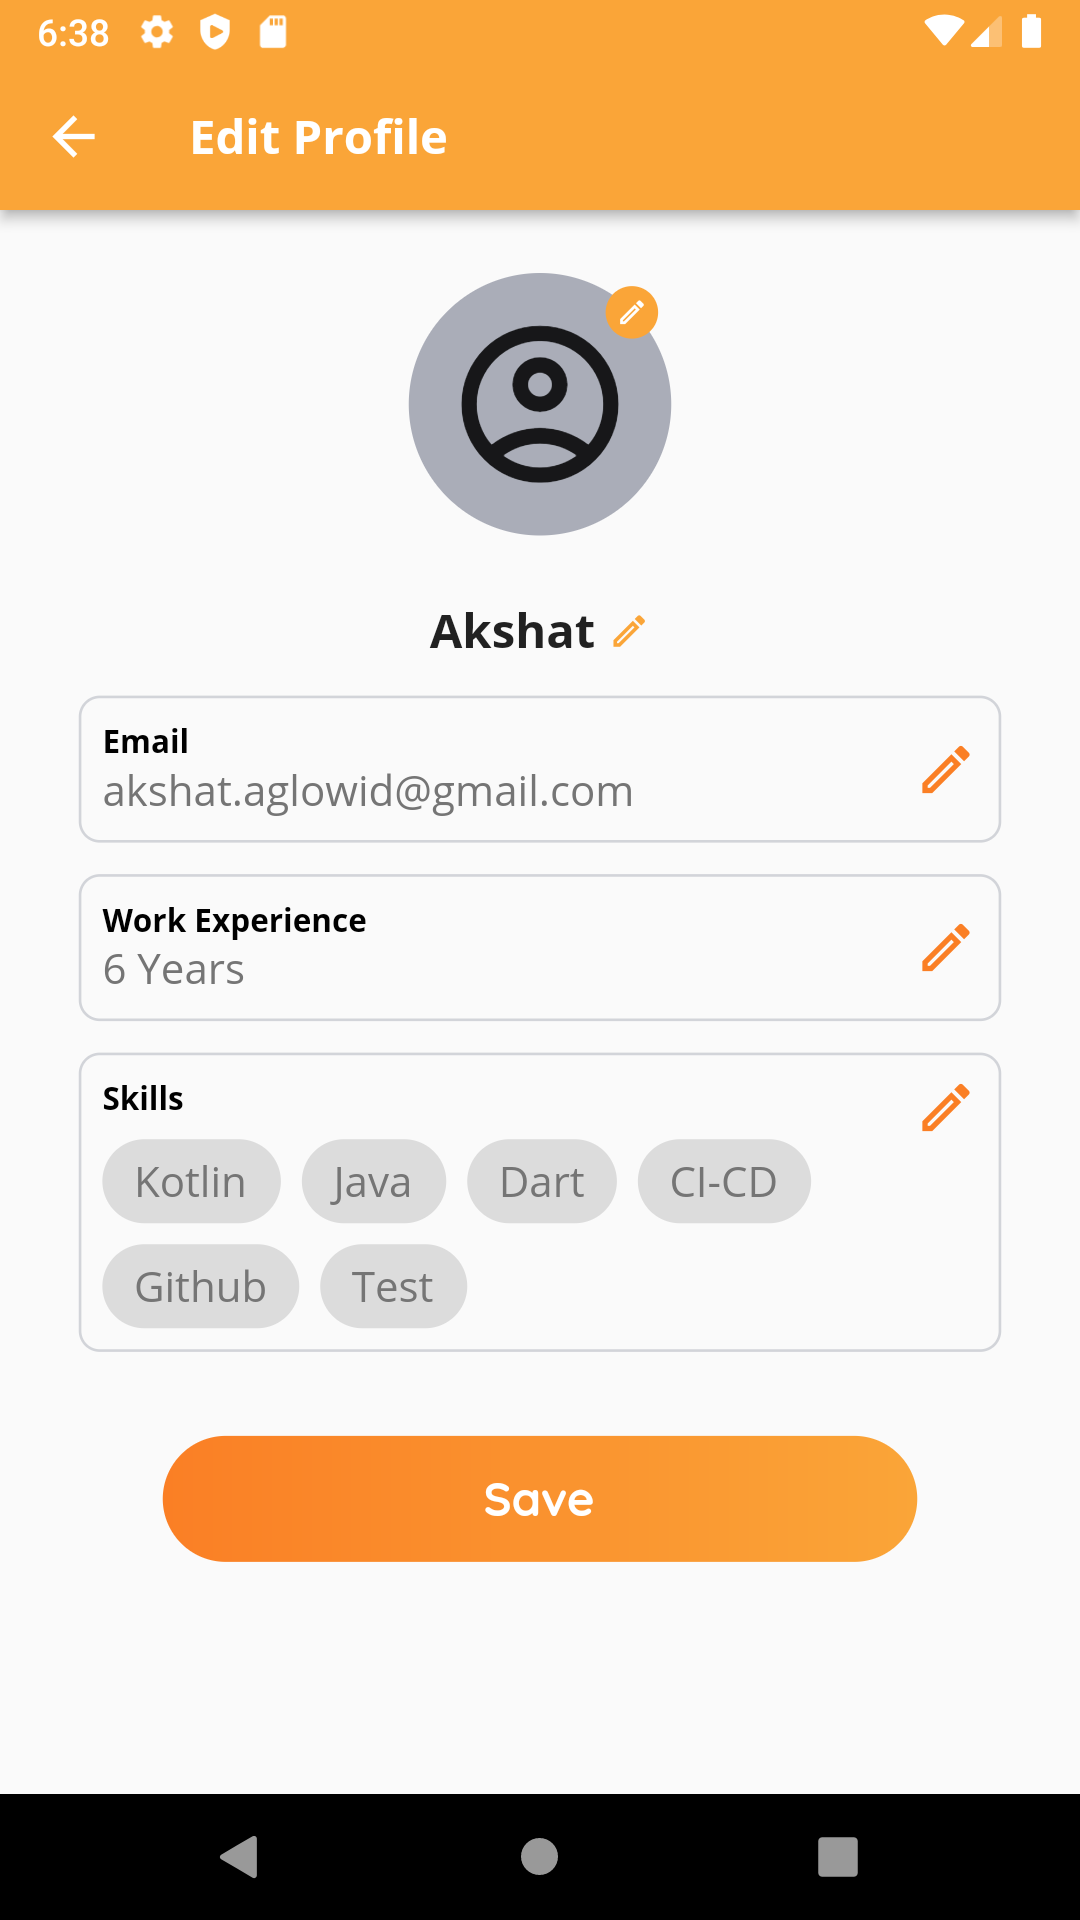 6:38
Edit Profile
Akshat
Email
akshat.aglowid@gmail.com
Work Experience
6 Years
Skills
Kotlin Java Dart CI-CD
Github Test
Save